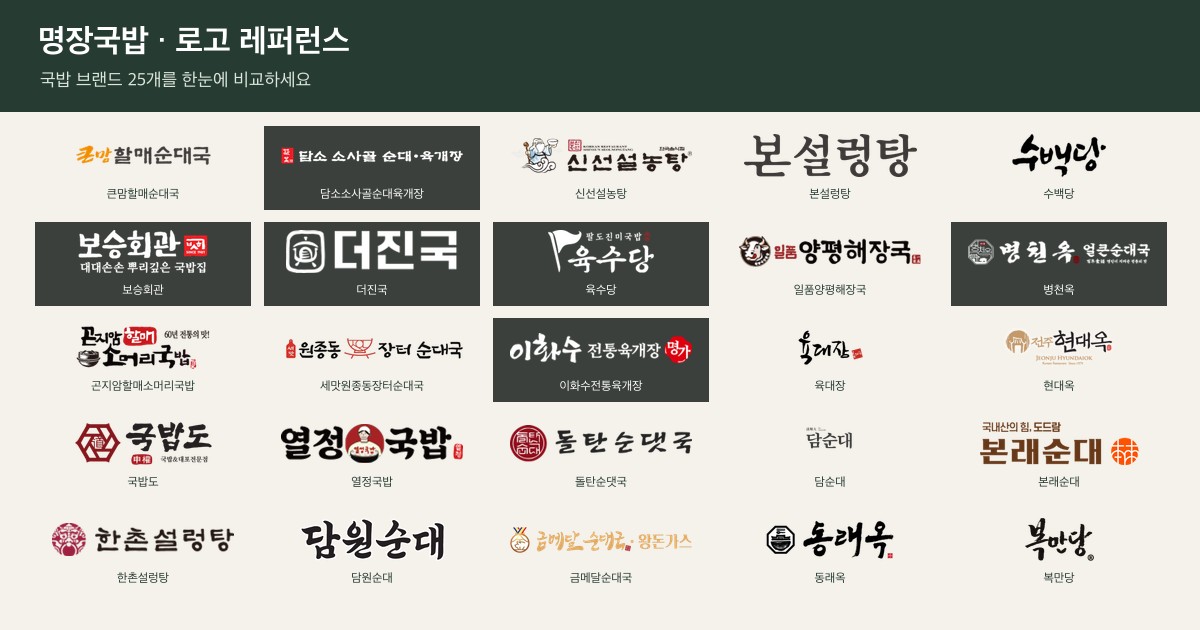 명장국밥 · 로고 레퍼런스
국밥 브랜드 25개를 한눈에 비교하세요
큰맘할매순대국
큰맘할매순대국
담소 소사골 순대·육개장
담소소사골순대육개장
신선설농탕
신선설농탕
본설렁탕
본설렁탕
수백당
수백당
보승회관
대대손손 뿌리깊은 국밥집
보승회관
더진국
더진국
팔도진미국밥
육수당
육수당
일품양평해장국
일품양평해장국
병천옥 얼큰순대국
병천옥
곤지암할매 60년 전통의 맛!
소머리국밥
곤지암할매소머리국밥
원종동 장터 순대국
세맛원종동장터순대국
이화수 전통육개장 명가
이화수전통육개장
육대장
육대장
전주현대옥
JEONJU HYUNDAIOK
현대옥
국밥도
국밥&대포전문점
국밥도
열정국밥
열정국밥
돌탄순댓국
돌탄순댓국
담순대
담순대
국내산의 힘, 도드람
본래순대
본래순대
한촌설렁탕
한촌설렁탕
담원순대
담원순대
금메달순대국 왕돈가스
금메달순대국
동래옥
동래옥
복만당
복만당